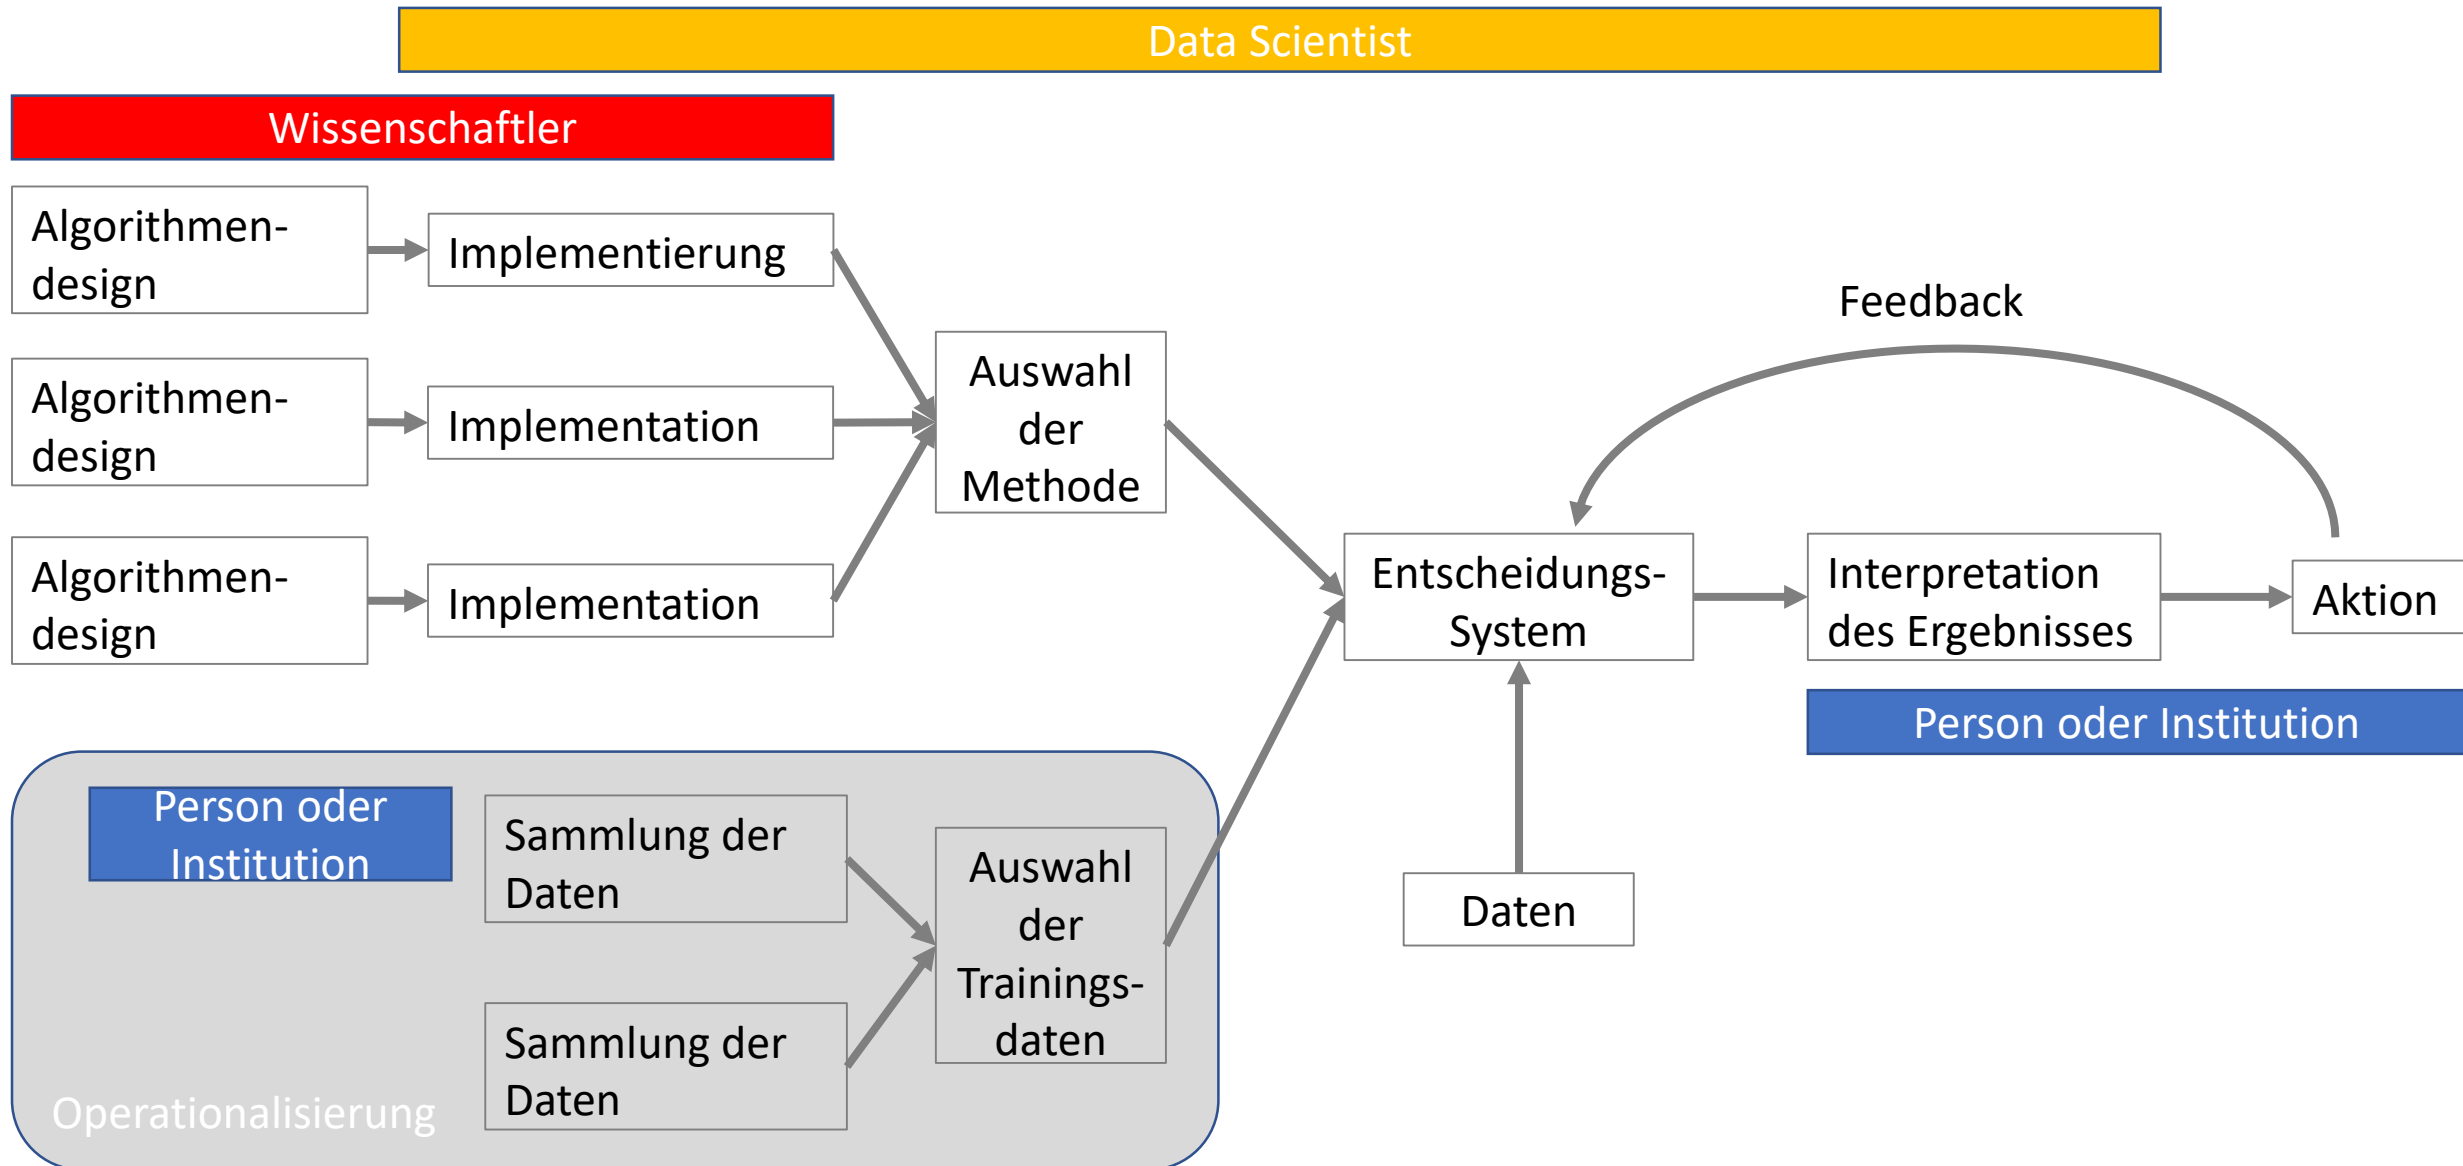 Data Scientist
Wissenschaftler
Algorithmen-
design
Implementierung
Algorithmen-
design
Implementation
Algorithmen-
design
Implementation
Auswahl
der
Methode
Feedback
Entscheidungs-
System
Interpretation
des Ergebnisses
Aktion
Person oder Institution
Person oder
Institution
Sammlung der
Daten
Sammlung der
Daten
Auswahl
der
Trainings-
daten
Daten
Operationalisierung